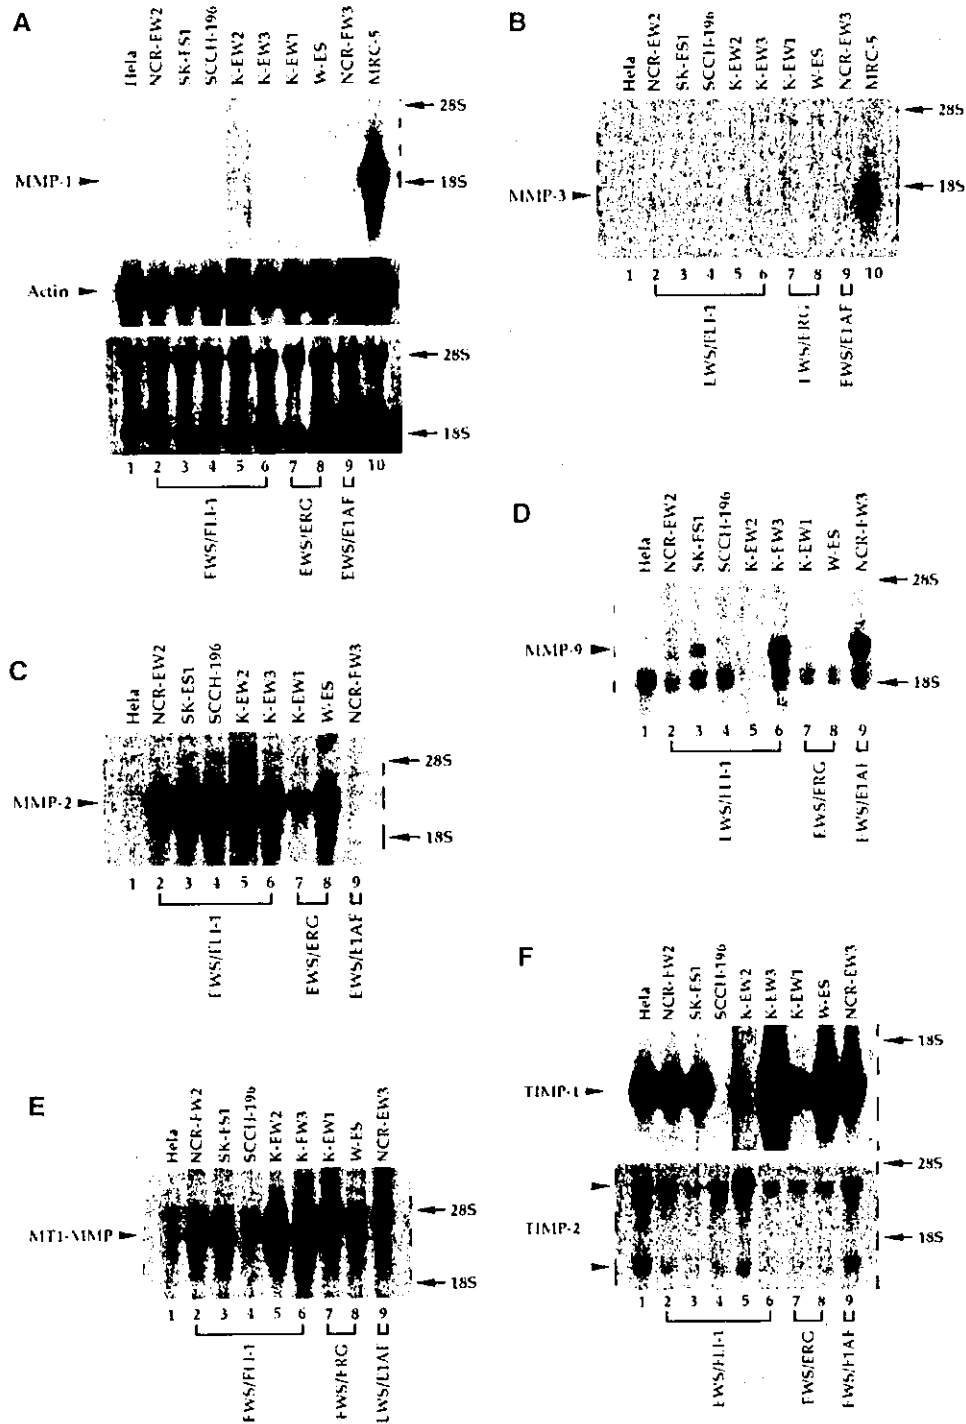 A
Hela
NCR-EW2
SK-ES1
SCCH-196
K-EW2
K-EW3
K-EW1
W-ES
NCR-EW3
MRC-5
28S
MMP-1
18S
Actin
28S
18S
1 2 3 4 5 6 7 8 9 10
EWS/FLI-1
EWS/ERG
EWS/E1AF
B
Hela
NCR-EW2
SK-ES1
SCCH-196
K-EW2
K-EW3
K-EW1
W-ES
NCR-EW3
MRC-5
28S
18S
MMP-3
1 2 3 4 5 6 7 8 9 10
EWS/FLI-1
EWS/ERG
EWS/E1AF
C
Hela
NCR-EW2
SK-ES1
SCCH-196
K-EW2
K-EW3
K-EW1
W-ES
NCR-EW3
28S
MMP-2
18S
1 2 3 4 5 6 7 8 9
EWS/FLI-1
EWS/ERG
EWS/E1AF
D
Hela
NCR-EW2
SK-ES1
SCCH-196
K-EW2
K-EW3
K-EW1
W-ES
NCR-EW3
28S
MMP-9
18S
1 2 3 4 5 6 7 8 9
EWS/FLI-1
EWS/ERG
EWS/E1AF
E
Hela
NCR-EW2
SK-ES1
SCCH-196
K-EW2
K-EW3
K-EW1
W-ES
NCR-EW3
28S
MT1-MMP
18S
1 2 3 4 5 6 7 8 9
EWS/FLI-1
EWS/ERG
EWS/E1AF
F
Hela
NCR-EW2
SK-ES1
SCCH-196
K-EW2
K-EW3
K-EW1
W-ES
NCR-EW3
18S
TIMP-1
28S
TIMP-2
18S
1 2 3 4 5 6 7 8 9
EWS/FLI-1
EWS/ERG
EWS/E1AF